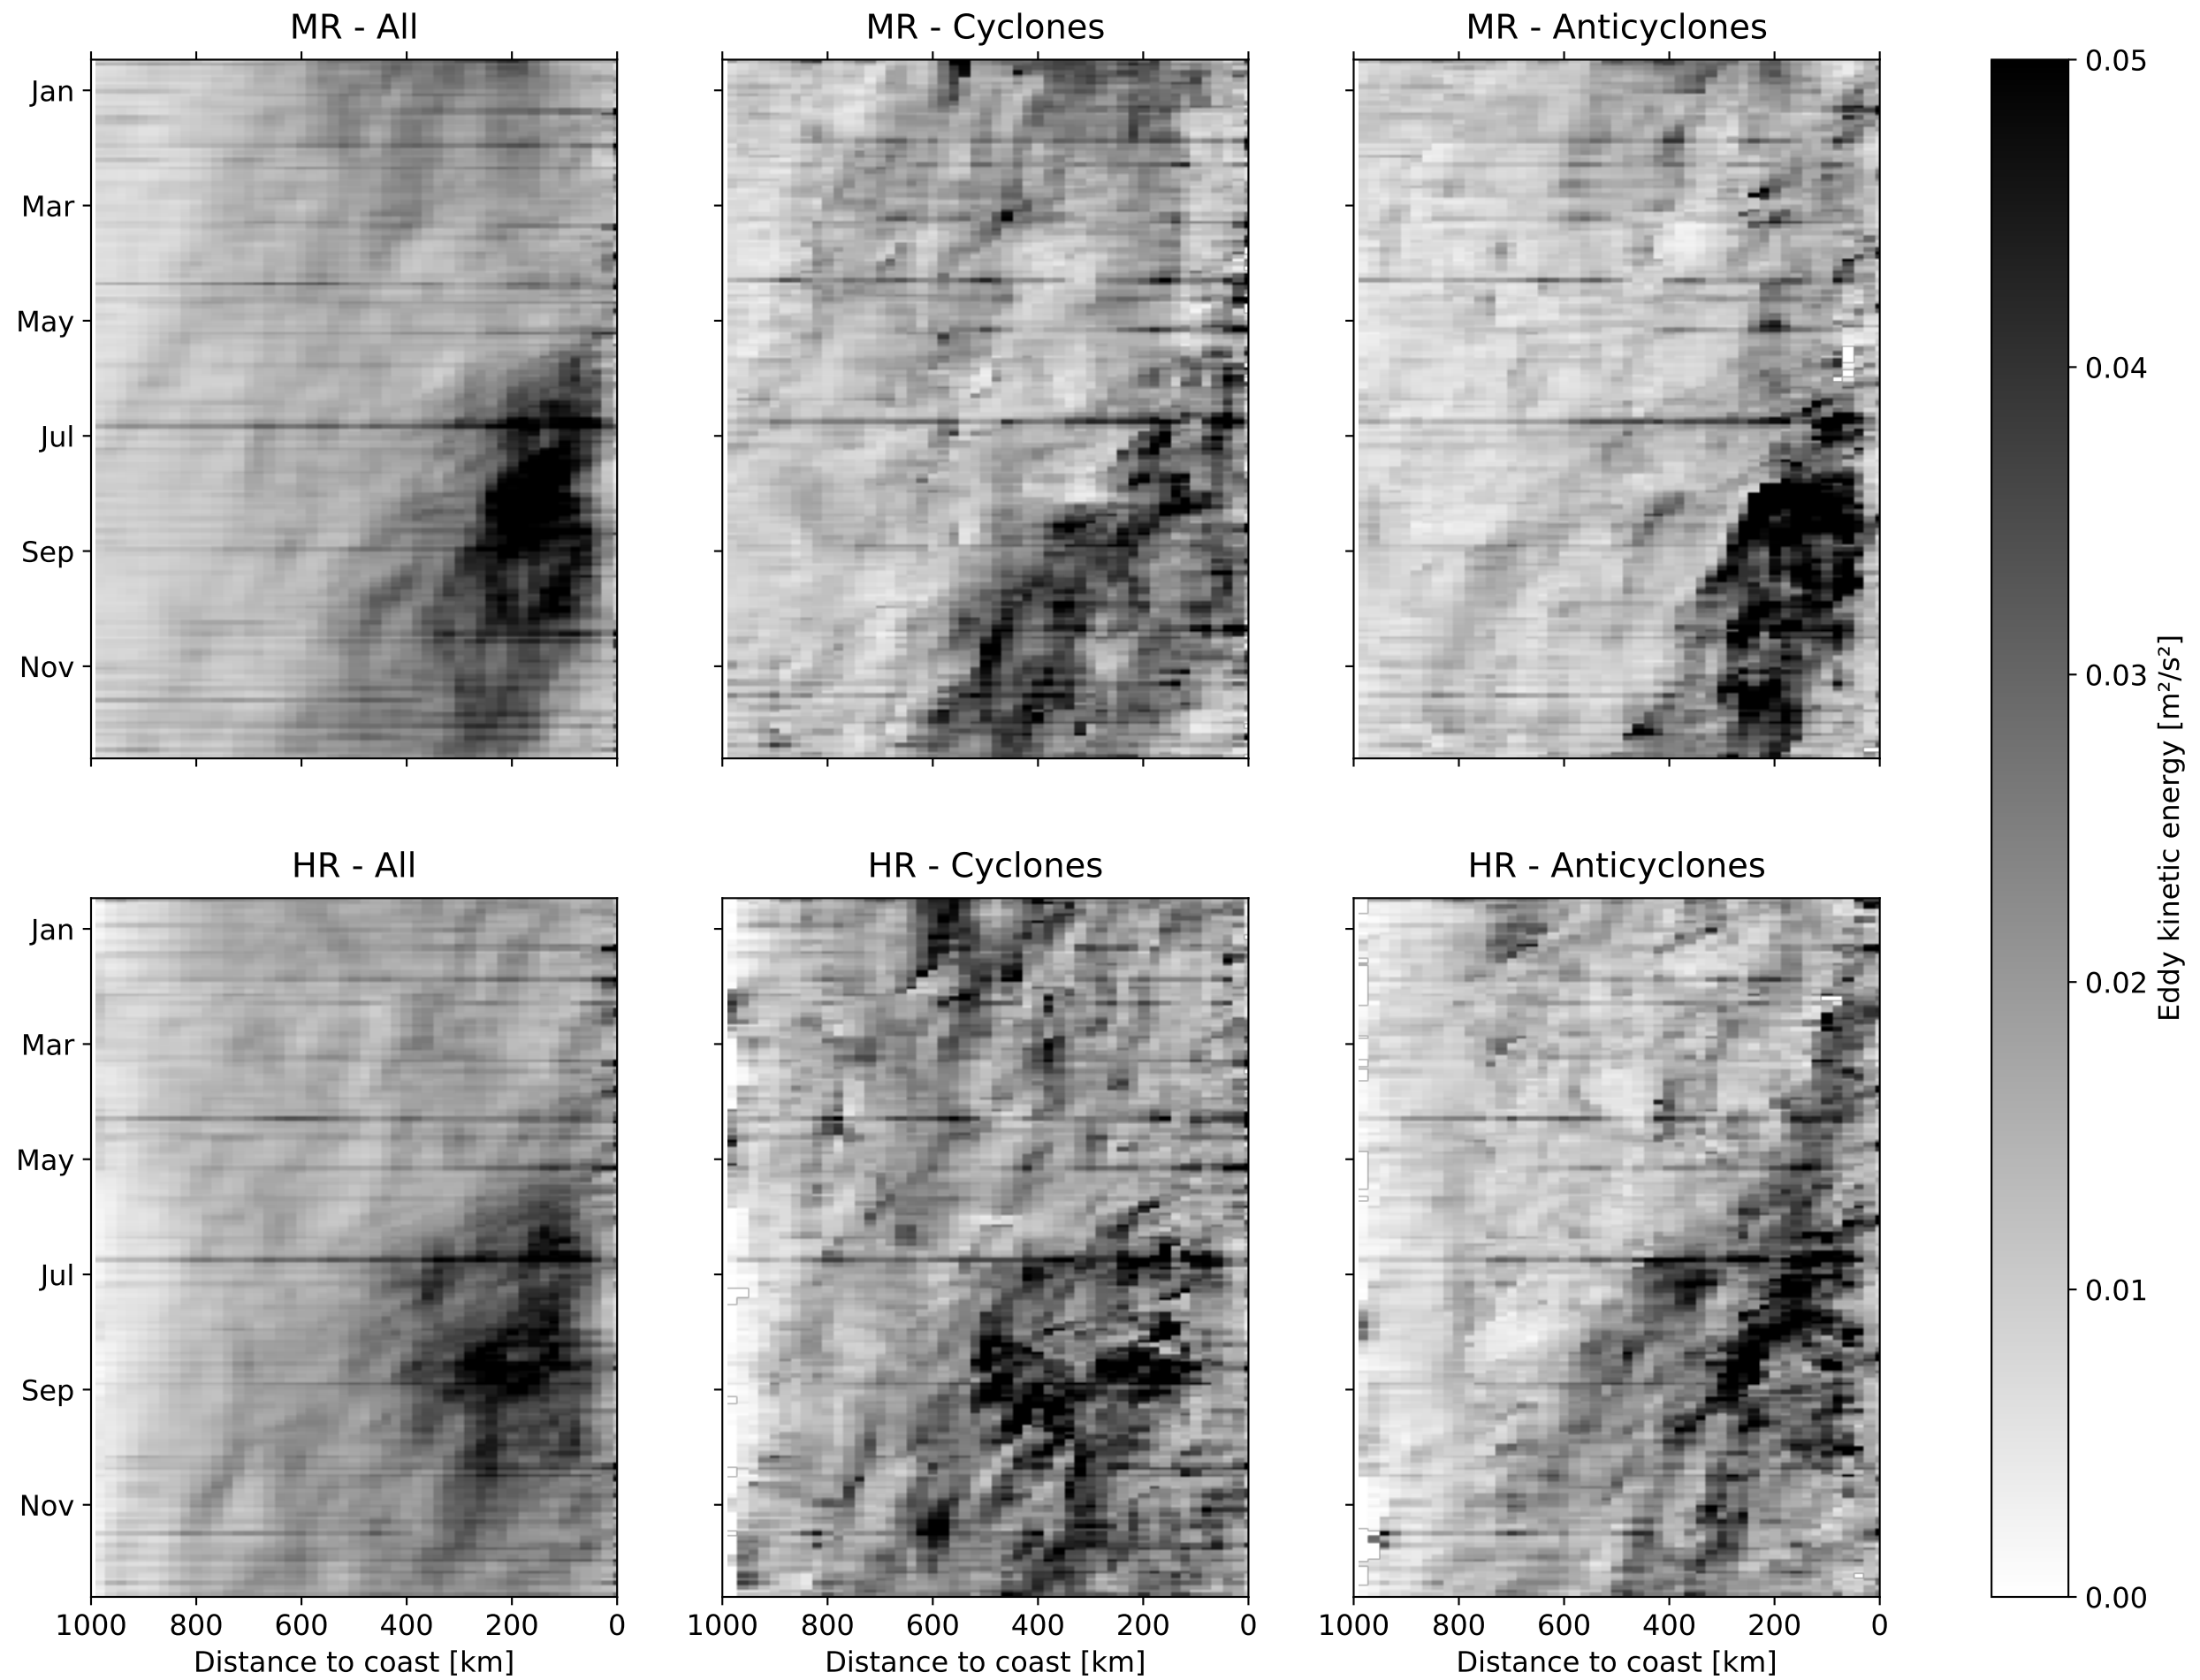 MR - All
MR - Cyclones
MR - Anticyclones
Jan
Mar
May
Jul
Sep
Nov
HR - All
HR - Cyclones
HR - Anticyclones
Jan
Mar
May
Jul
Sep
Nov
1000 800 600 400 200 0
1000 800 600 400 200 0
1000 800 600 400 200 0
Distance to coast [km]
Distance to coast [km]
Distance to coast [km]
0.05
0.04
0.03
0.02
0.01
0.00
Eddy kinetic energy [m²/s²]